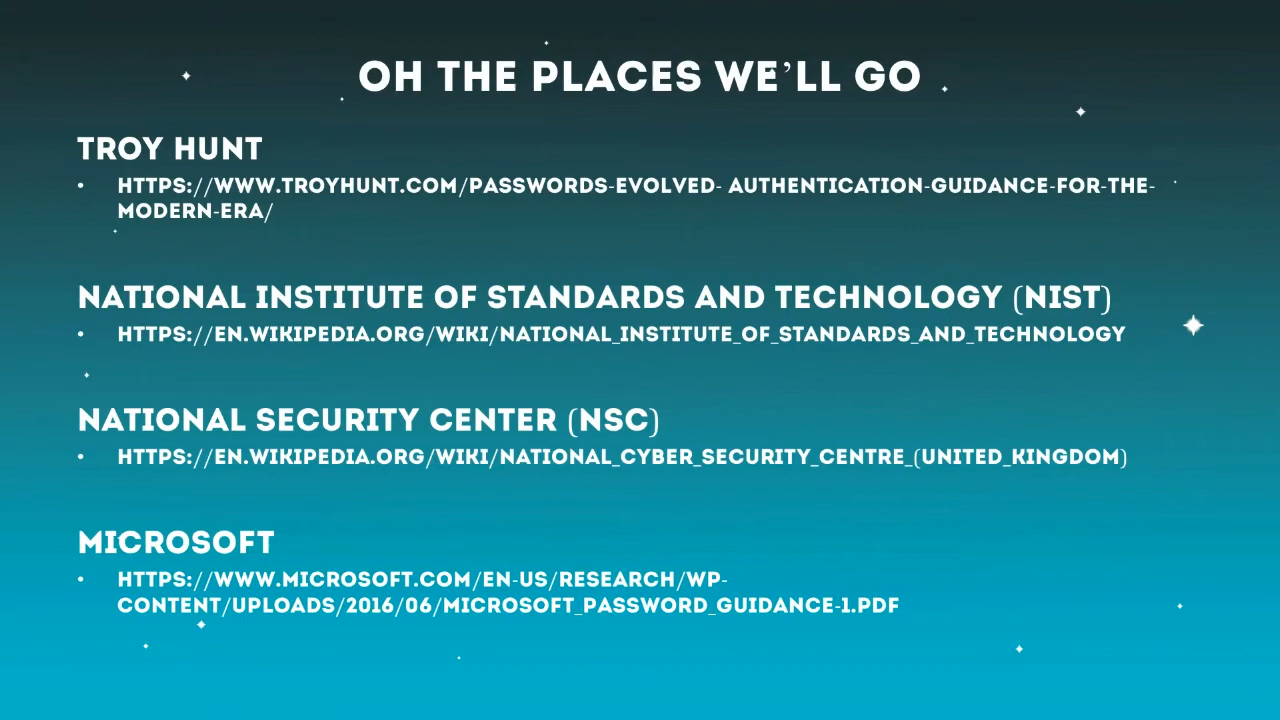 OH THE PLACES WE’LL GO
TROY HUNT
• HTTPS://WWW.TROYHUNT.COM/PASSWORDS-EVOLVED- AUTHENTICATION-GUIDANCE-FOR-THE-
MODERN-ERA/
NATIONAL INSTITUTE OF STANDARDS AND TECHNOLOGY (NIST)
• HTTPS://EN.WIKIPEDIA.ORG/WIKI/NATIONAL_INSTITUTE_OF_STANDARDS_AND_TECHNOLOGY
NATIONAL SECURITY CENTER (NSC)
• HTTPS://EN.WIKIPEDIA.ORG/WIKI/NATIONAL_CYBER_SECURITY_CENTRE_(UNITED_KINGDOM)
MICROSOFT
• HTTPS://WWW.MICROSOFT.COM/EN-US/RESEARCH/WP-
CONTENT/UPLOADS/2016/06/MICROSOFT_PASSWORD_GUIDANCE-1.PDF